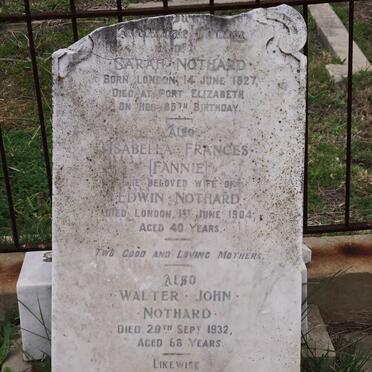 OF
SARAH NOTHARD
BORN LONDON, 14 JUNE 1827,
DIED AT PORT ELIZABETH
ON HER 85TH BIRTHDAY.
ALSO
ISABELLA FRANCES
[FANNIE]
THE BELOVED WIFE OF
EDWIN NOTHARD
DIED LONDON, 1ST JUNE 1904,
AGED 40 YEARS.
TWO GOOD AND LOVING MOTHERS.
ALSO
WALTER JOHN
NOTHARD
DIED 29TH SEPT 1932,
AGED 68 YEARS.
LIKEWISE